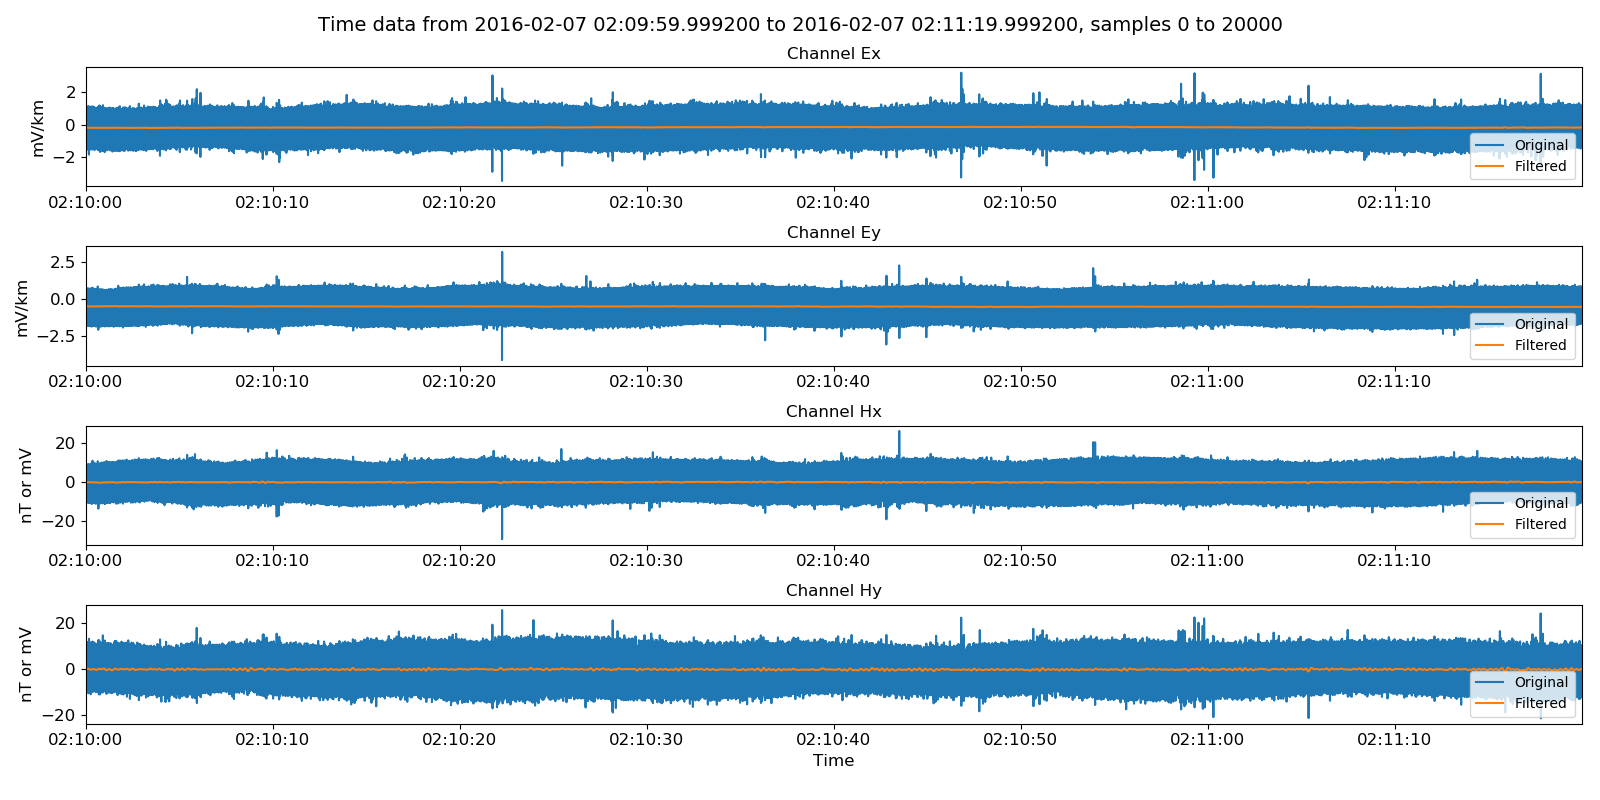 Time data from 2016-02-07 02:09:59.999200 to 2016-02-07 02:11:19.999200, samples 0 to 20000
Channel Ex
mV/km
2
0
−2
Original
Filtered
02:10:00 02:10:10 02:10:20 02:10:30 02:10:40 02:10:50 02:11:00 02:11:10
Channel Ey
mV/km
2.5
0.0
−2.5
Original
Filtered
02:10:00 02:10:10 02:10:20 02:10:30 02:10:40 02:10:50 02:11:00 02:11:10
Channel Hx
nT or mV
20
0
−20
Original
Filtered
02:10:00 02:10:10 02:10:20 02:10:30 02:10:40 02:10:50 02:11:00 02:11:10
Channel Hy
nT or mV
20
0
−20
Original
Filtered
02:10:00 02:10:10 02:10:20 02:10:30 02:10:40 02:10:50 02:11:00 02:11:10
Time